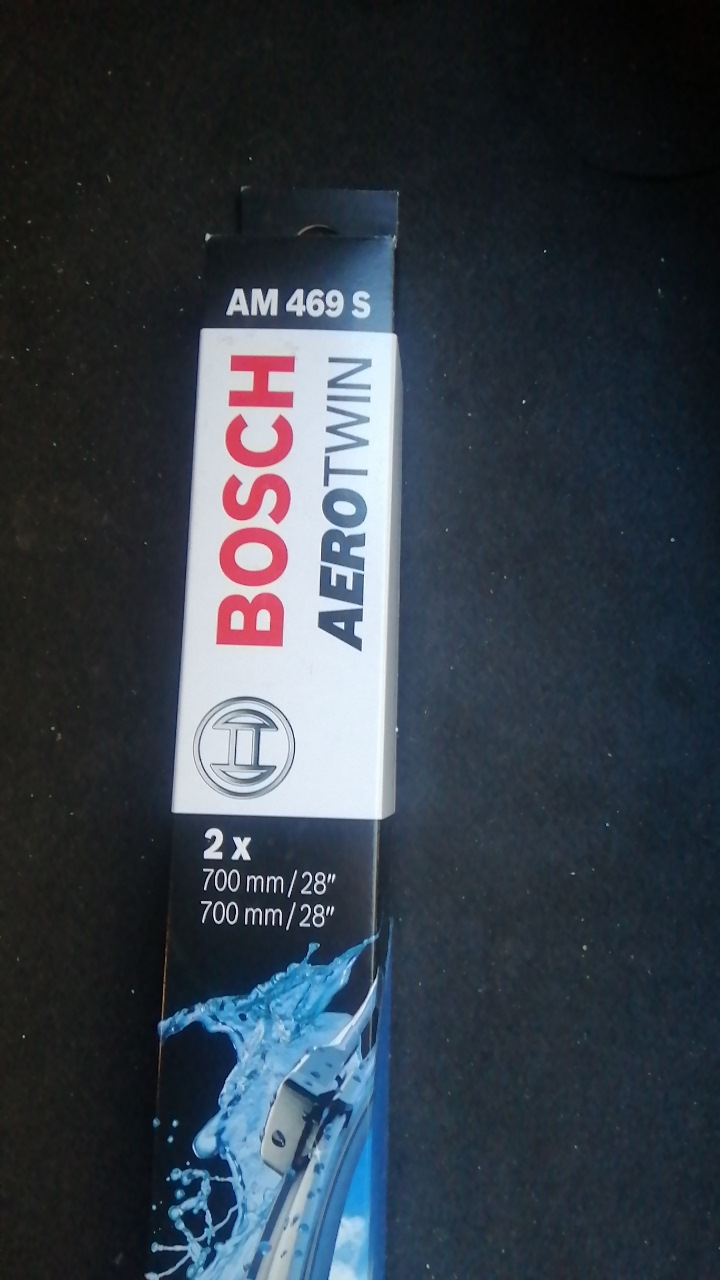 AM 469 S
BOSCH
AEROTWIN
2 x
700 mm / 28"
700 mm / 28"